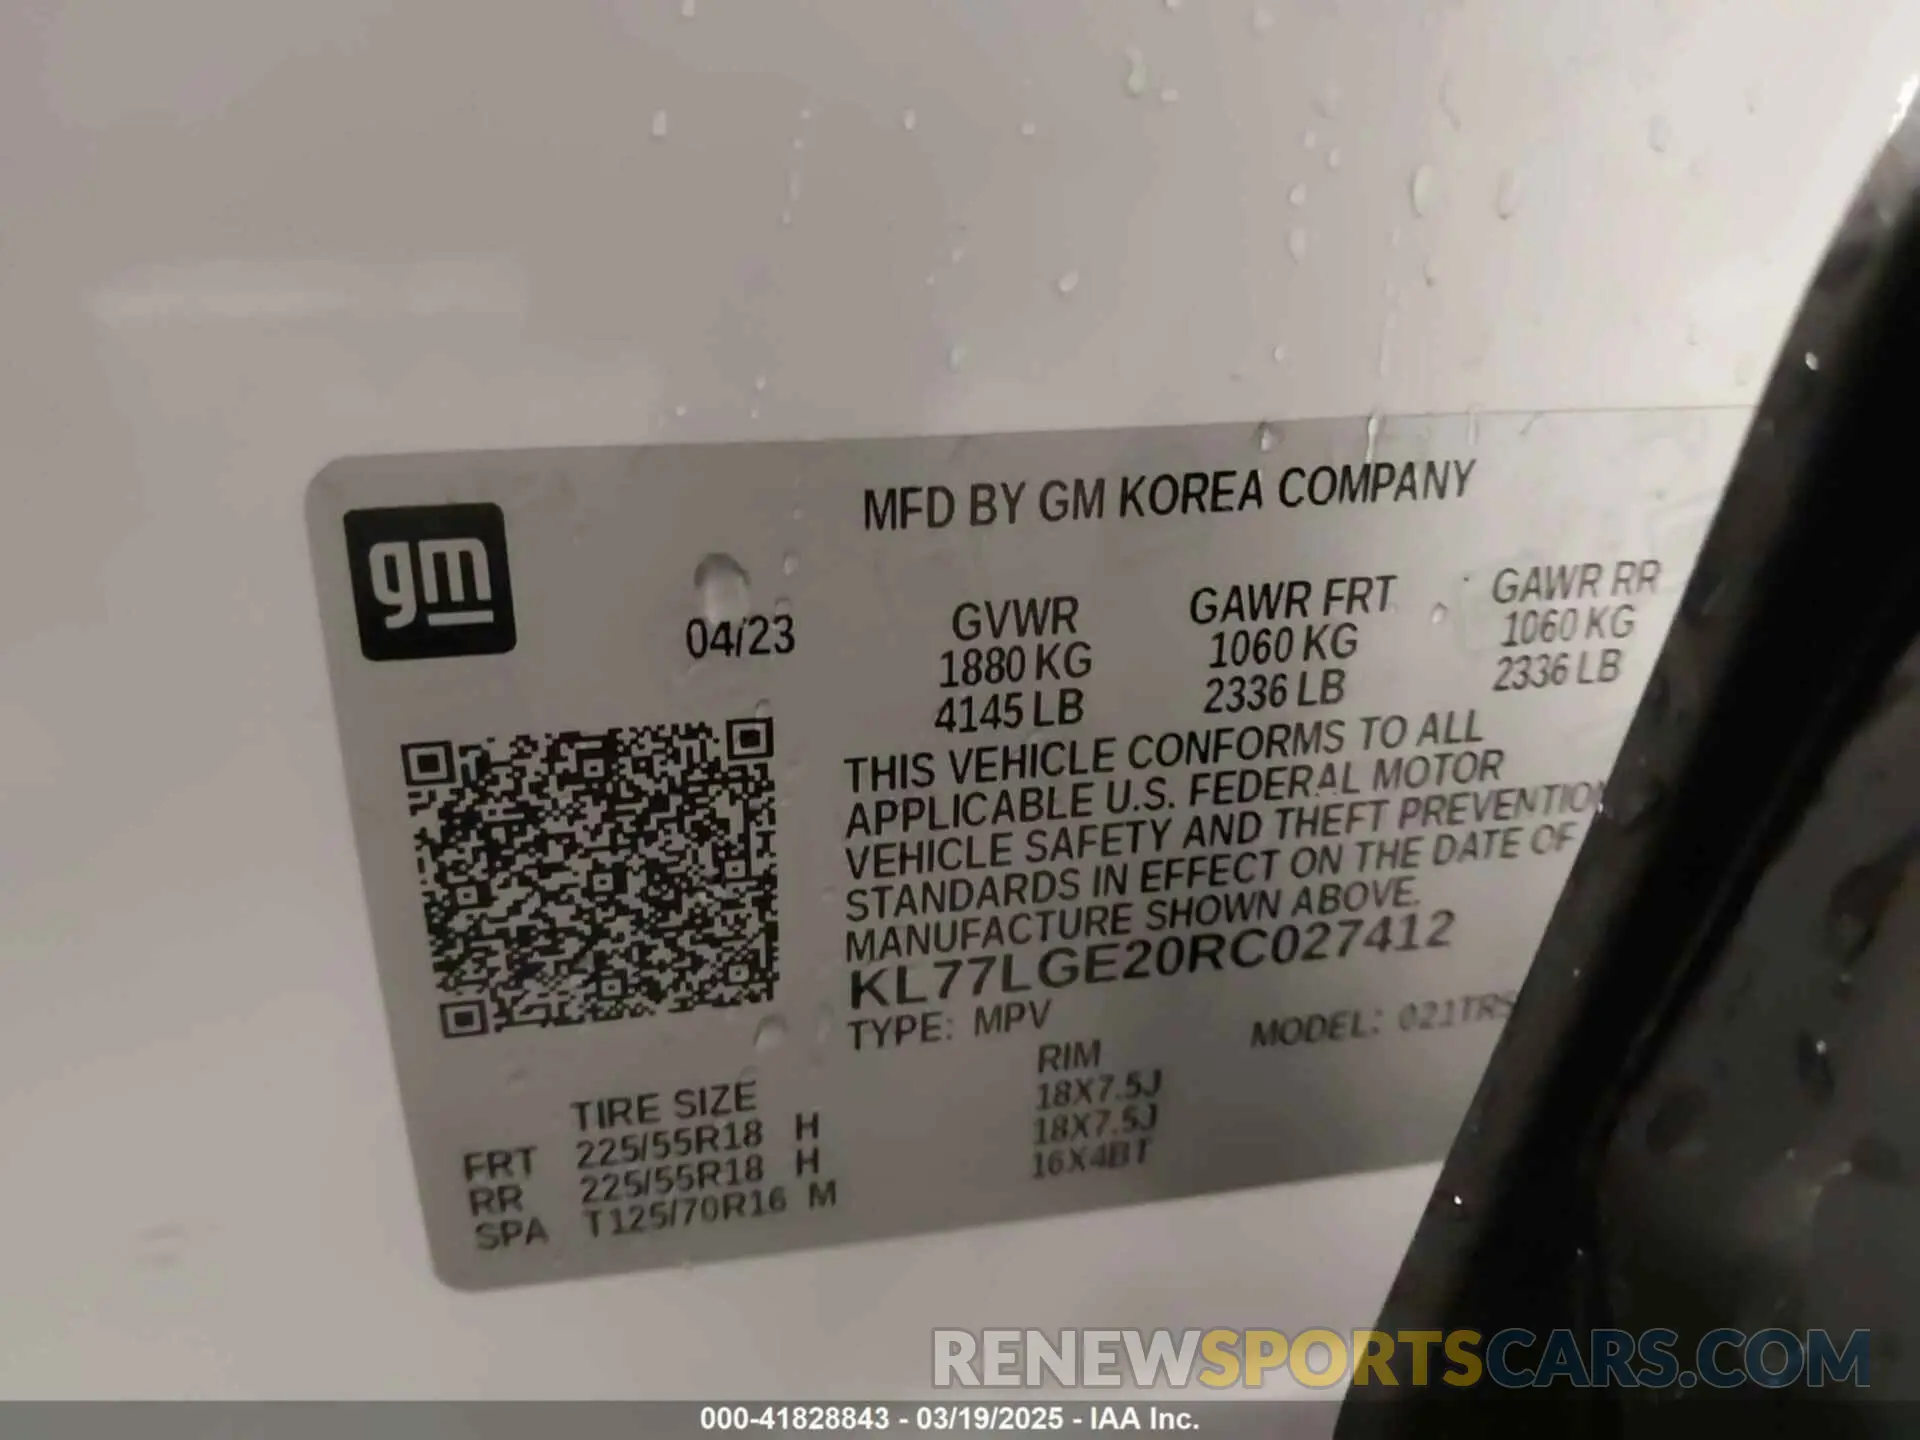 MFD BY GM KOREA COMPANY
gm
04/23
GVWR GAWR FRT GAWR RR
1880 KG 1060 KG 1060 KG
4145 LB 2336 LB 2336 LB
THIS VEHICLE CONFORMS TO ALL
APPLICABLE U.S. FEDERAL MOTOR
VEHICLE SAFETY AND THEFT PREVENTION
STANDARDS IN EFFECT ON THE DATE OF
MANUFACTURE SHOWN ABOVE.
KL77LGE20RC027412
TYPE: MPV MODEL: 021TRS
TIRE SIZE RIM
FRT 225/55R18 H 18X7.5J
RR 225/55R18 H 18X7.5J
SPA T125/70R16 M 16X4BT
RENEWSPORTSCARS.COM
000-41828843 - 03/19/2025 - IAA Inc.